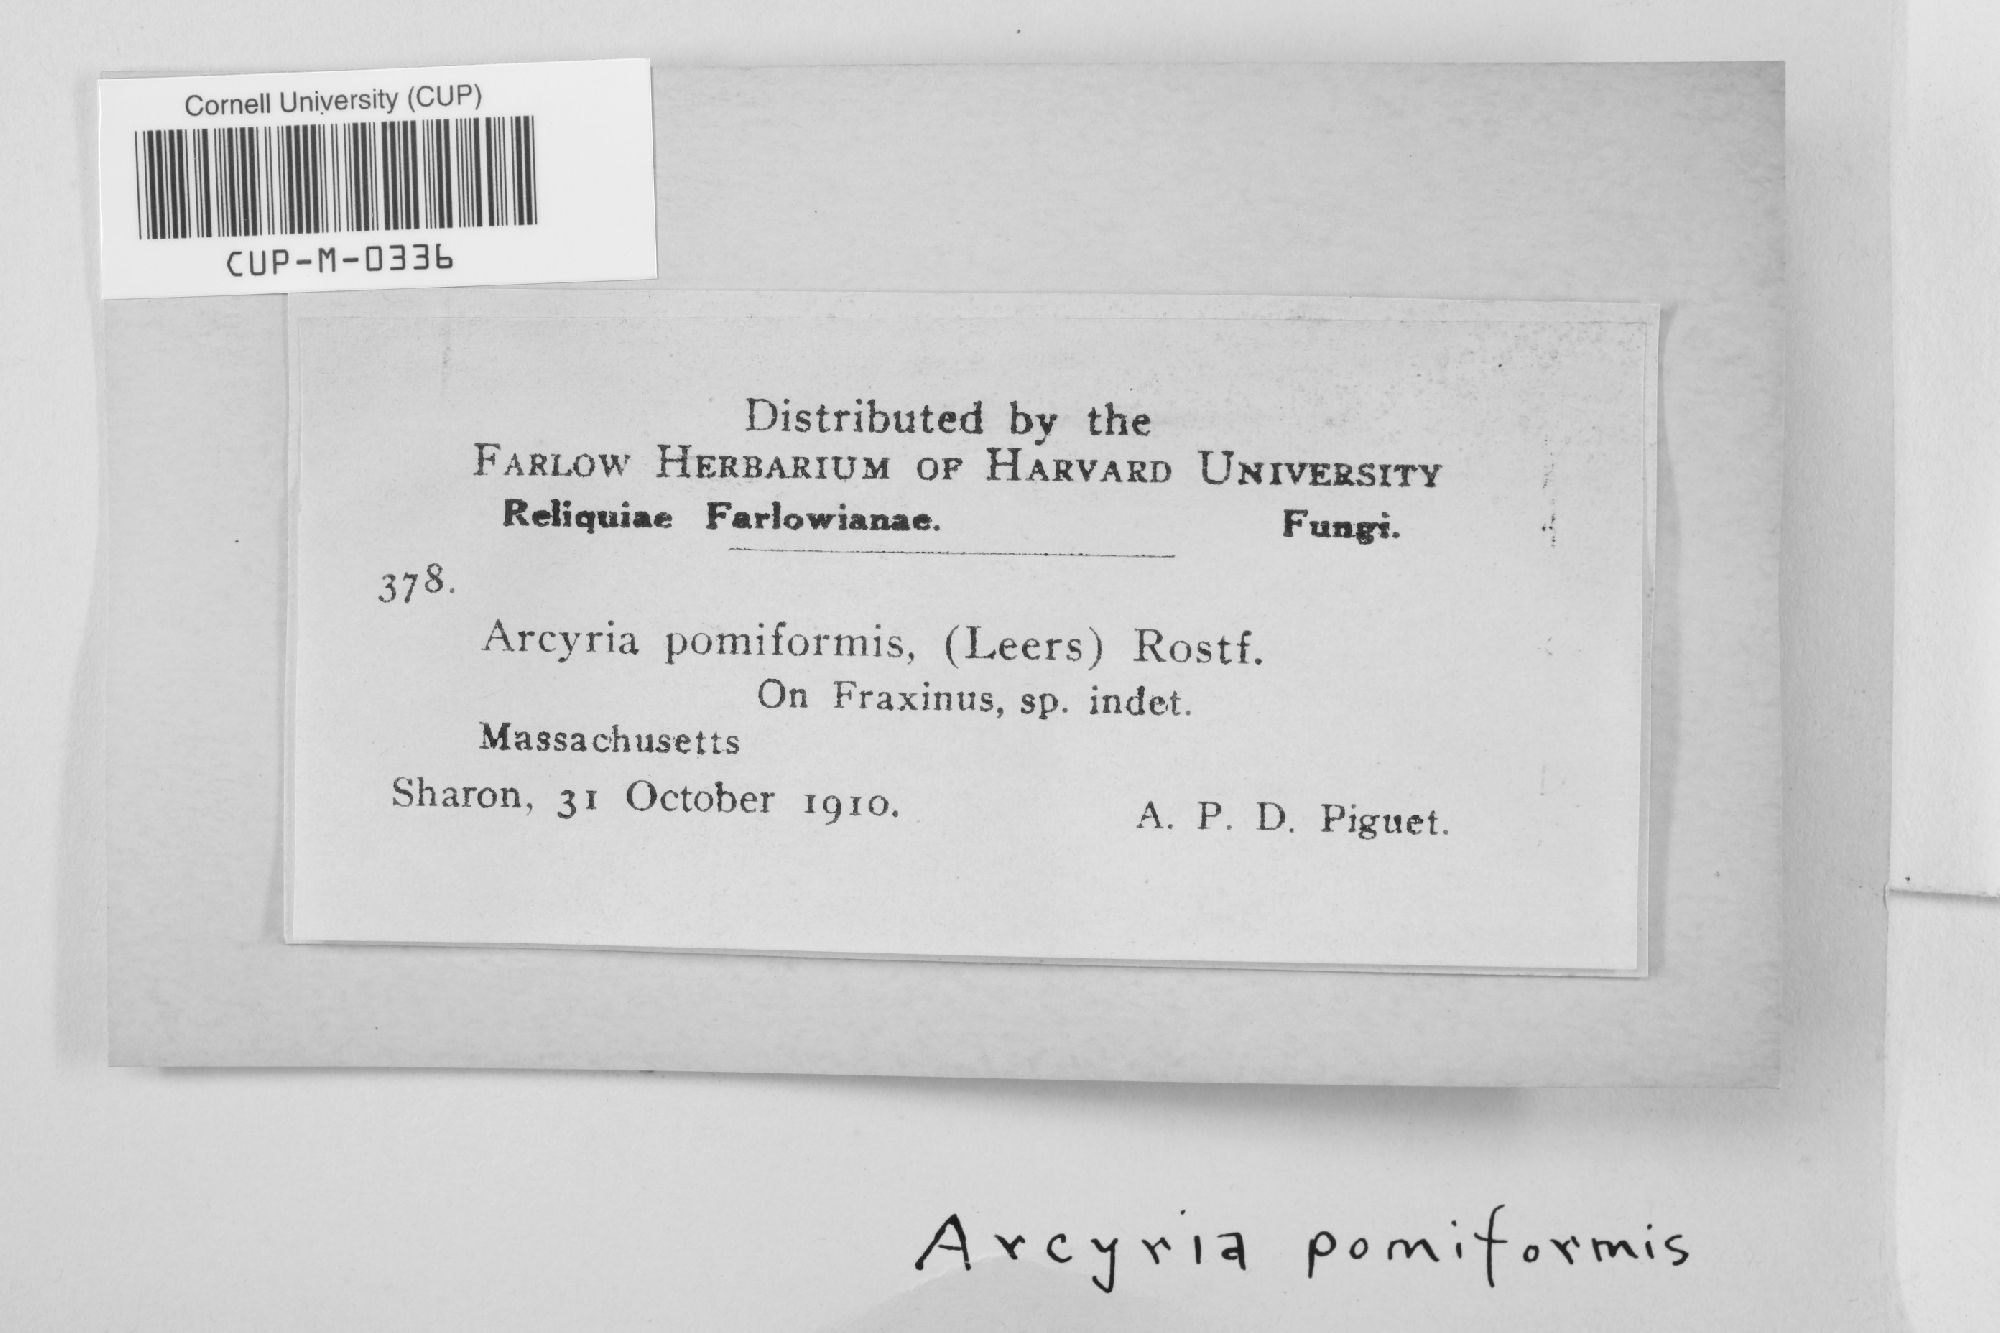 Cornell University (CUP)
CUP-M-0336
Distributed by the
FARLOW HERBARIUM OF HARVARD UNIVERSITY
Reliquiae Farlowianae. Fungi.
378.
Arcyria pomiformis, (Leers) Rostf.
On Fraxinus, sp. indet.
Massachusetts
Sharon, 31 October 1910. A. P. D. Piguet.
Arcyria pomiformis